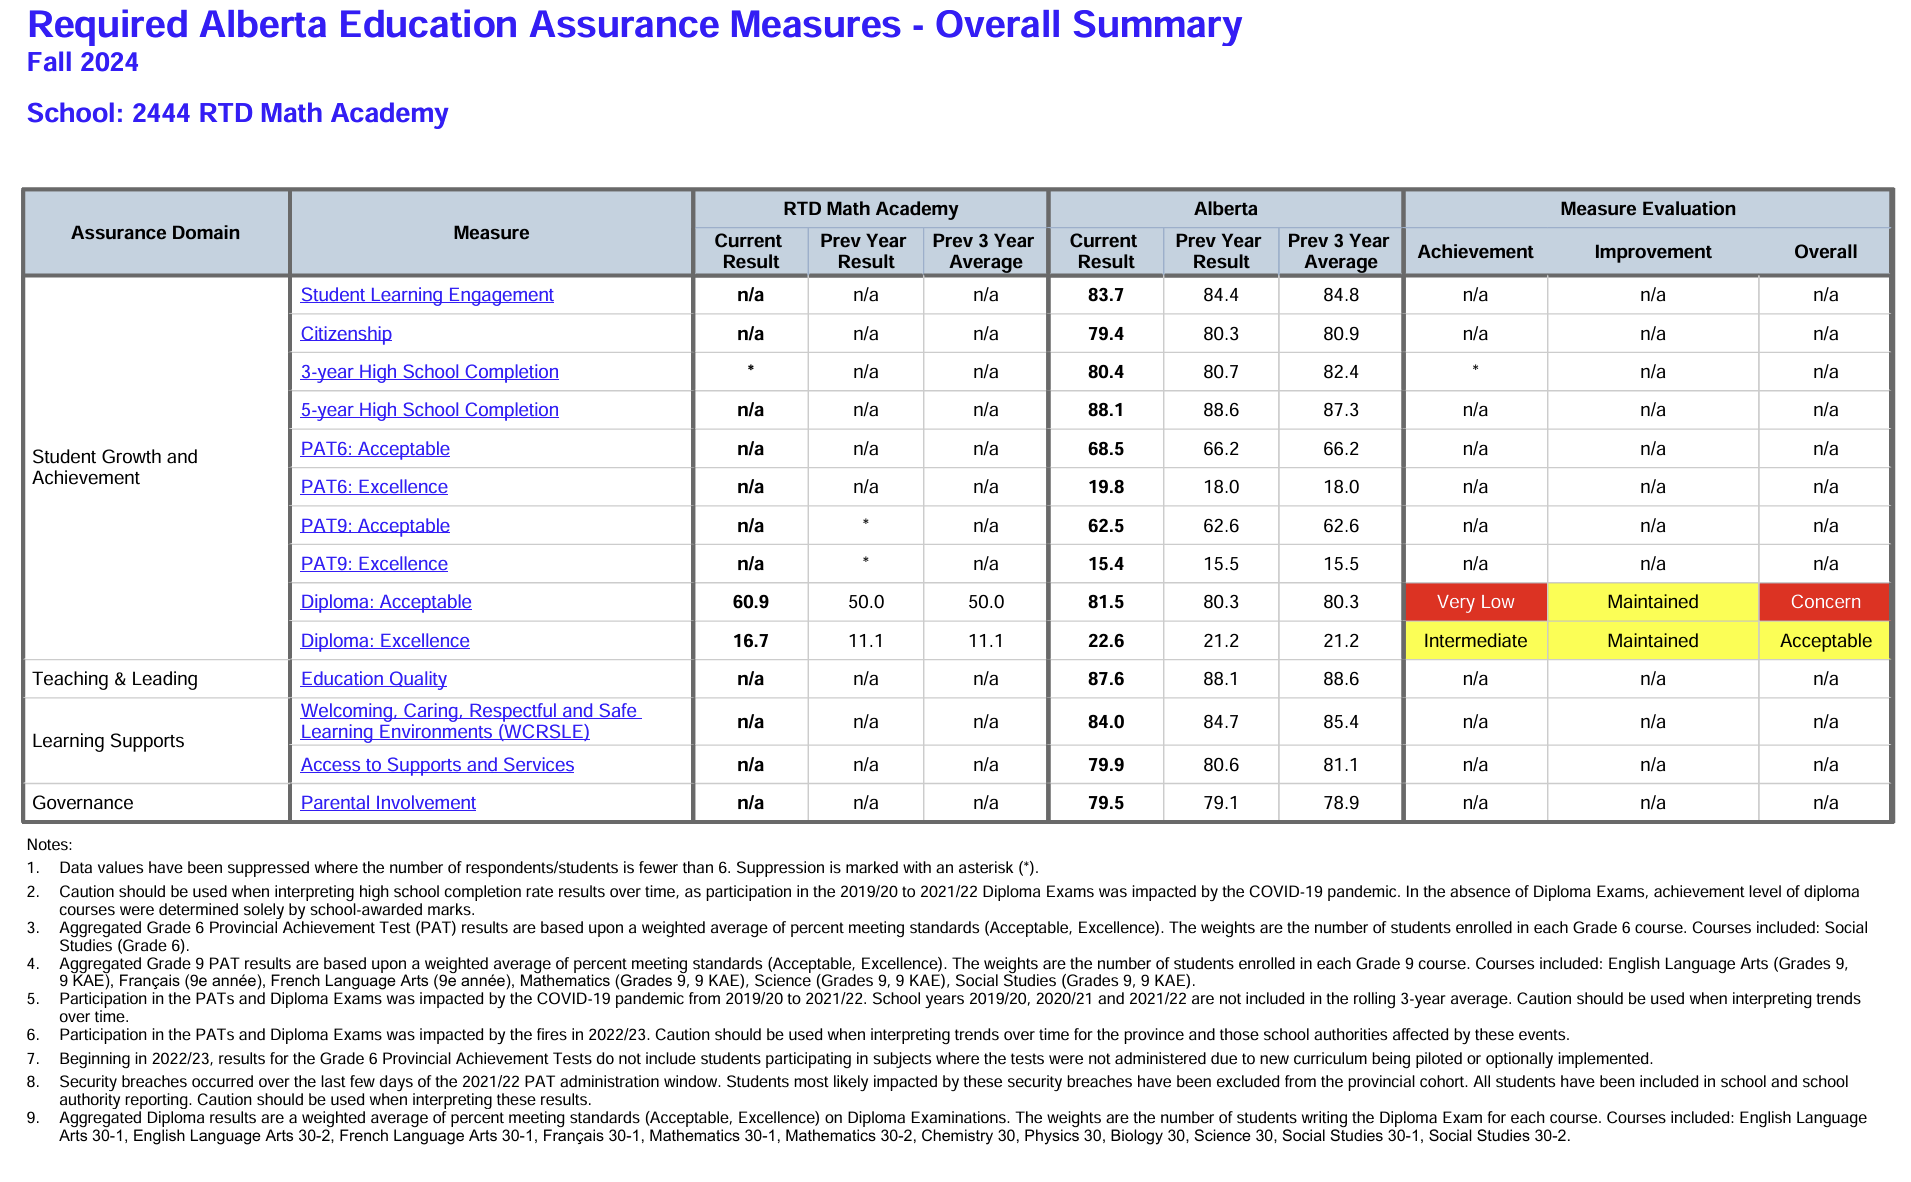 Required Alberta Education Assurance Measures - Overall Summary
Fall 2024
School: 2444 RTD Math Academy
Assurance Domain Measure RTD Math Academy Alberta Measure Evaluation
Current Result Prev Year Result Prev 3 Year Average Current Result Prev Year Result Prev 3 Year Average Achievement Improvement Overall
Student Growth and Achievement
Student Learning Engagement n/a n/a n/a 83.7 84.4 84.8 n/a n/a n/a
Citizenship n/a n/a n/a 79.4 80.3 80.9 n/a n/a n/a
3-year High School Completion * n/a n/a 80.4 80.7 82.4 * n/a n/a
5-year High School Completion n/a n/a n/a 88.1 88.6 87.3 n/a n/a n/a
PAT6: Acceptable n/a n/a n/a 68.5 66.2 66.2 n/a n/a n/a
PAT6: Excellence n/a n/a n/a 19.8 18.0 18.0 n/a n/a n/a
PAT9: Acceptable n/a * n/a 62.5 62.6 62.6 n/a n/a n/a
PAT9: Excellence n/a * n/a 15.4 15.5 15.5 n/a n/a n/a
Diploma: Acceptable 60.9 50.0 50.0 81.5 80.3 80.3 Very Low Maintained Concern
Diploma: Excellence 16.7 11.1 11.1 22.6 21.2 21.2 Intermediate Maintained Acceptable
Teaching & Leading Education Quality n/a n/a n/a 87.6 88.1 88.6 n/a n/a n/a
Learning Supports
Welcoming, Caring, Respectful and Safe
Learning Environments (WCRSLE) n/a n/a n/a 84.0 84.7 85.4 n/a n/a n/a
Access to Supports and Services n/a n/a n/a 79.9 80.6 81.1 n/a n/a n/a
Governance Parental Involvement n/a n/a n/a 79.5 79.1 78.9 n/a n/a n/a
Notes:
1. Data values have been suppressed where the number of respondents/students is fewer than 6. Suppression is marked with an asterisk (*).
2. Caution should be used when interpreting high school completion rate results over time, as participation in the 2019/20 to 2021/22 Diploma Exams was impacted by the COVID-19 pandemic. In the absence of Diploma Exams, achievement level of diploma
courses were determined solely by school-awarded marks.
3. Aggregated Grade 6 Provincial Achievement Test (PAT) results are based upon a weighted average of percent meeting standards (Acceptable, Excellence). The weights are the number of students enrolled in each Grade 6 course. Courses included: Social
Studies (Grade 6).
4. Aggregated Grade 9 PAT results are based upon a weighted average of percent meeting standards (Acceptable, Excellence). The weights are the number of students enrolled in each Grade 9 course. Courses included: English Language Arts (Grades 9,
9 KAE), Français (9e année), French Language Arts (9e année), Mathematics (Grades 9, 9 KAE), Science (Grades 9, 9 KAE), Social Studies (Grades 9, 9 KAE).
5. Participation in the PATs and Diploma Exams was impacted by the COVID-19 pandemic from 2019/20 to 2021/22. School years 2019/20, 2020/21 and 2021/22 are not included in the rolling 3-year average. Caution should be used when interpreting trends
over time.
6. Participation in the PATs and Diploma Exams was impacted by the fires in 2022/23. Caution should be used when interpreting trends over time for the province and those school authorities affected by these events.
7. Beginning in 2022/23, results for the Grade 6 Provincial Achievement Tests do not include students participating in subjects where the tests were not administered due to new curriculum being piloted or optionally implemented.
8. Security breaches occurred over the last few days of the 2021/22 PAT administration window. Students most likely impacted by these security breaches have been excluded from the provincial cohort. All students have been included in school and school
authority reporting. Caution should be used when interpreting these results.
9. Aggregated Diploma results are a weighted average of percent meeting standards (Acceptable, Excellence) on Diploma Examinations. The weights are the number of students writing the Diploma Exam for each course. Courses included: English Language
Arts 30-1, English Language Arts 30-2, French Language Arts 30-1, Français 30-1, Mathematics 30-1, Mathematics 30-2, Chemistry 30, Physics 30, Biology 30, Science 30, Social Studies 30-1, Social Studies 30-2.